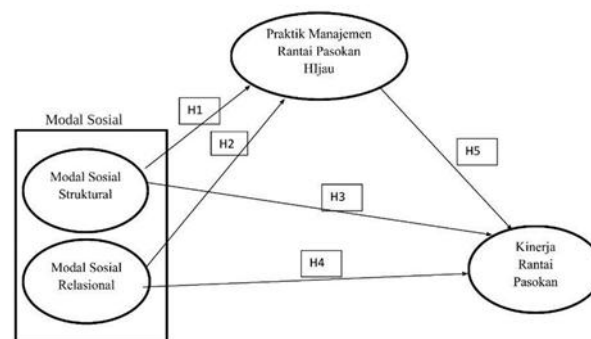 Praktik Manajemen
Rantai Pasokan
HIjau
H1
Modal Sosial
H2
H5
Modal Sosial
Struktural
H3
Kinerja
Rantai
Pasokan
Modal Sosial
Relasional
H4